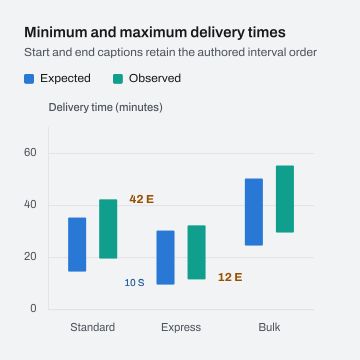 Minimum and maximum delivery times
Start and end captions retain the authored interval order
Expected Observed
Delivery time (minutes)
60
40
20
0
42 E
10 S
12 E
Standard Express Bulk